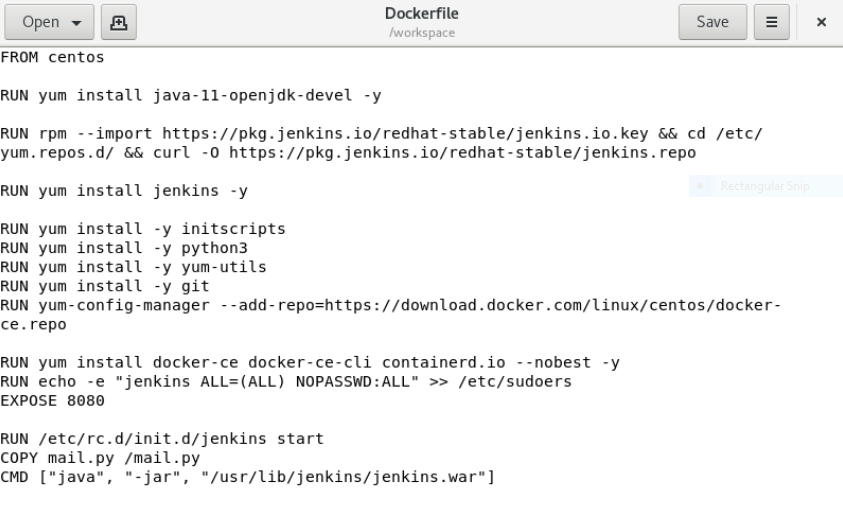 Open
Dockerfile
/workspace
Save
FROM centos
RUN yum install java-11-openjdk-devel -y
RUN rpm --import https://pkg.jenkins.io/redhat-stable/jenkins.io.key && cd /etc/
yum.repos.d/ && curl -O https://pkg.jenkins.io/redhat-stable/jenkins.repo
RUN yum install jenkins -y
Rectangular Snip
RUN yum install -y initscripts
RUN yum install -y python3
RUN yum install -y yum-utils
RUN yum install -y git
RUN yum-config-manager --add-repo=https://download.docker.com/linux/centos/docker-
ce.repo
RUN yum install docker-ce docker-ce-cli containerd.io --nobest -y
RUN echo -e "jenkins ALL=(ALL) NOPASSWD:ALL" >> /etc/sudoers
EXPOSE 8080
RUN /etc/rc.d/init.d/jenkins start
COPY mail.py /mail.py
CMD ["java", "-jar", "/usr/lib/jenkins/jenkins.war"]